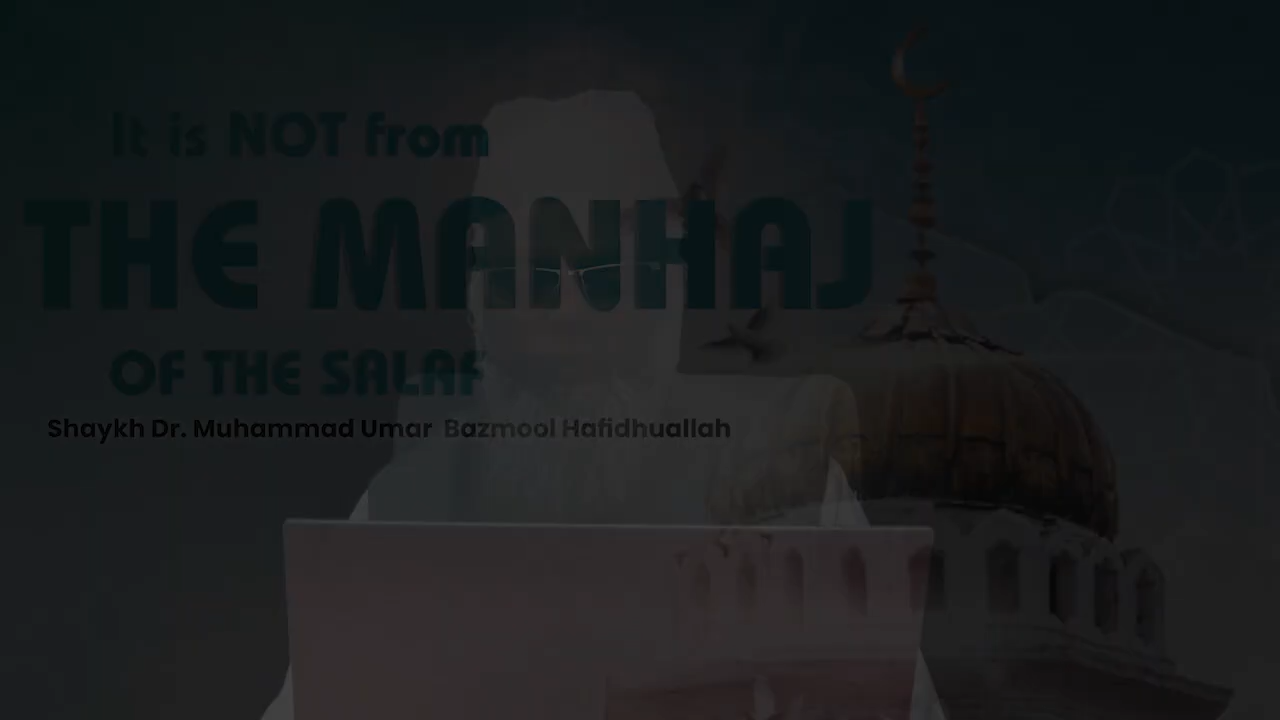 It is NOT from
THE MANHAJ
OF THE SALAF
Shaykh Dr. Muhammad Umar Bazmool Hafidhuallah